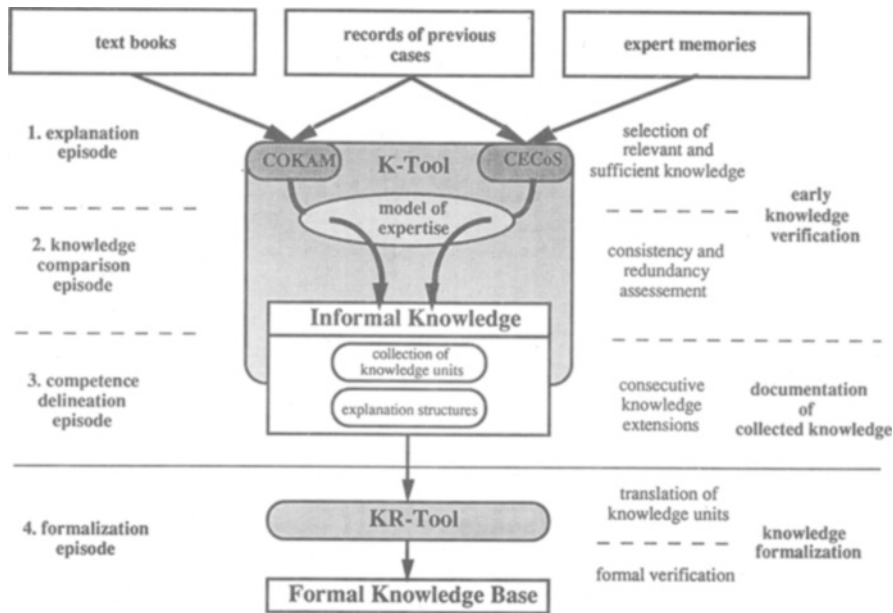 text books
records of previous
cases
expert memories
1. explanation
episode
COKAM
K-Tool
CECoS
selection of
relevant and
sufficient knowledge
model of
expertise
early
knowledge
verification
2. knowledge
comparison
episode
consistency and
redundancy
assessment
Informal Knowledge
collection of
knowledge units
explanation structures
3. competence
delineation
episode
consecutive
knowledge
extensions
documentation
of
collected knowledge
4. formalization
episode
KR-Tool
translation of
knowledge units
knowledge
formalization
formal verification
Formal Knowledge Base